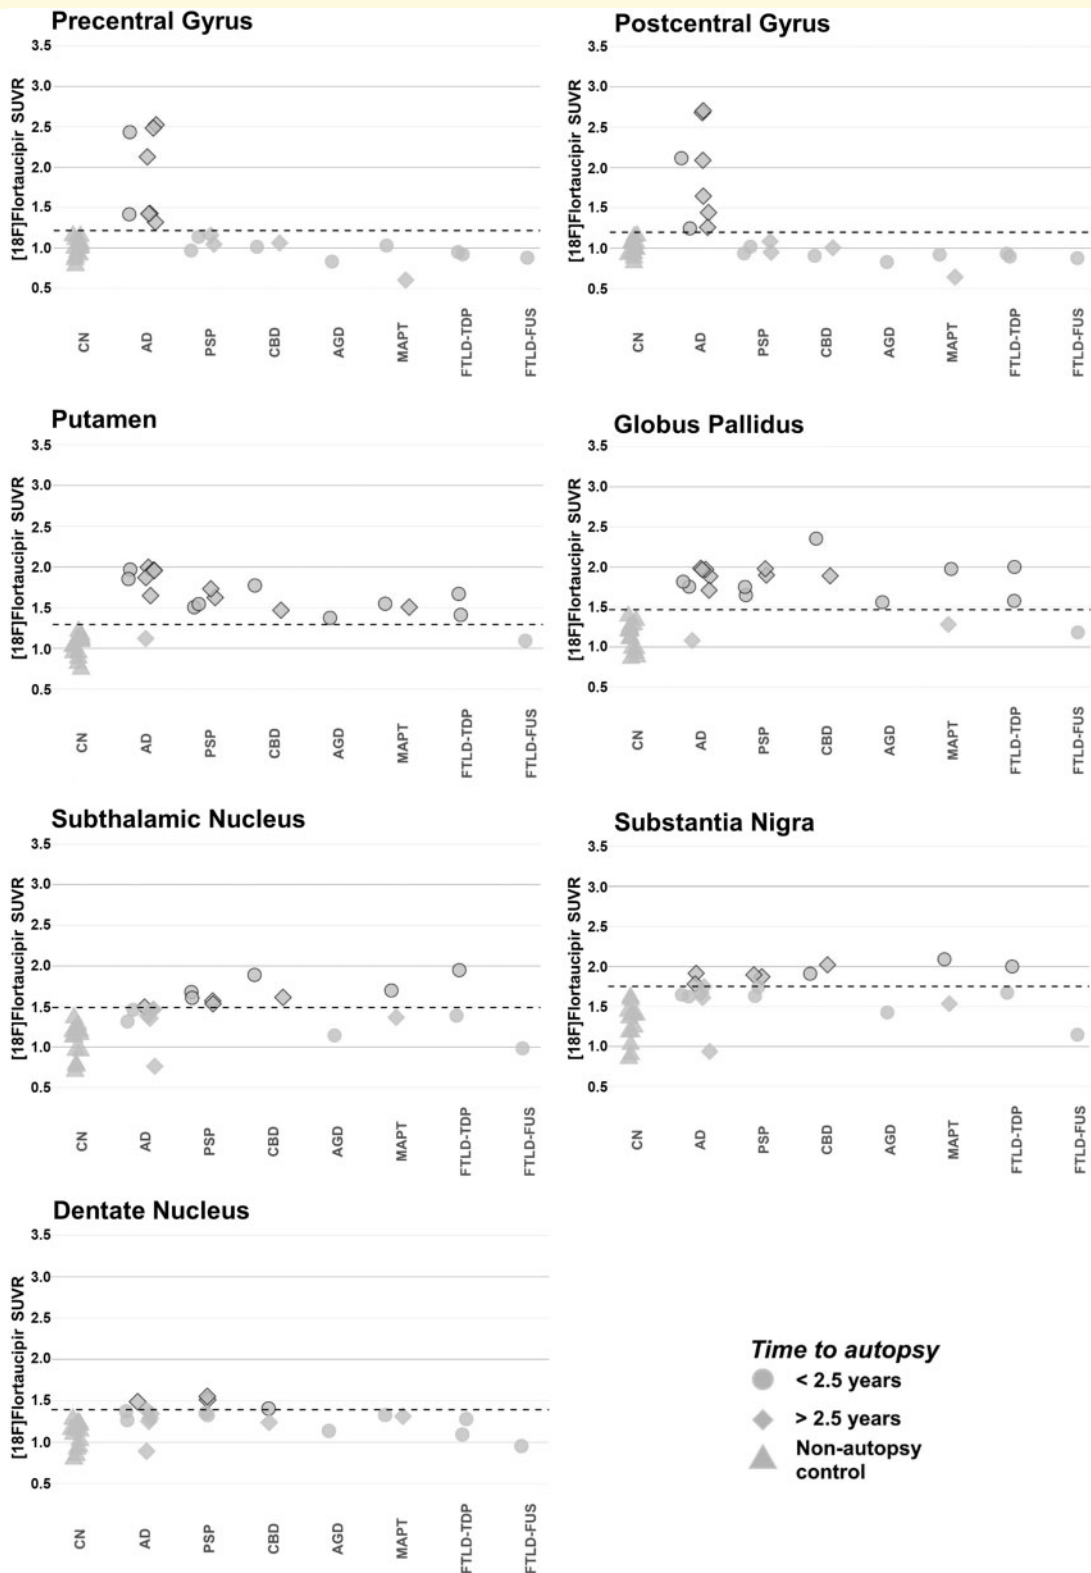 Precentral Gyrus
[18F]Flortaucipir SUVR
3.5
3.0
2.5
2.0
1.5
1.0
0.5
CN
AD
PSP
CBD
AGD
MAPT
FTLD-TDP
FTLD-FUS
Postcentral Gyrus
[18F]Flortaucipir SUVR
3.5
3.0
2.5
2.0
1.5
1.0
0.5
CN
AD
PSP
CBD
AGD
MAPT
FTLD-TDP
FTLD-FUS
Putamen
[18F]Flortaucipir SUVR
3.5
3.0
2.5
2.0
1.5
1.0
0.5
CN
AD
PSP
CBD
AGD
MAPT
FTLD-TDP
FTLD-FUS
Globus Pallidus
[18F]Flortaucipir SUVR
3.5
3.0
2.5
2.0
1.5
1.0
0.5
CN
AD
PSP
CBD
AGD
MAPT
FTLD-TDP
FTLD-FUS
Subthalamic Nucleus
[18F]Flortaucipir SUVR
3.5
3.0
2.5
2.0
1.5
1.0
0.5
CN
AD
PSP
CBD
AGD
MAPT
FTLD-TDP
FTLD-FUS
Substantia Nigra
[18F]Flortaucipir SUVR
3.5
3.0
2.5
2.0
1.5
1.0
0.5
CN
AD
PSP
CBD
AGD
MAPT
FTLD-TDP
FTLD-FUS
Dentate Nucleus
[18F]Flortaucipir SUVR
3.5
3.0
2.5
2.0
1.5
1.0
0.5
CN
AD
PSP
CBD
AGD
MAPT
FTLD-TDP
FTLD-FUS
Time to autopsy
< 2.5 years
> 2.5 years
Non-autopsy
control